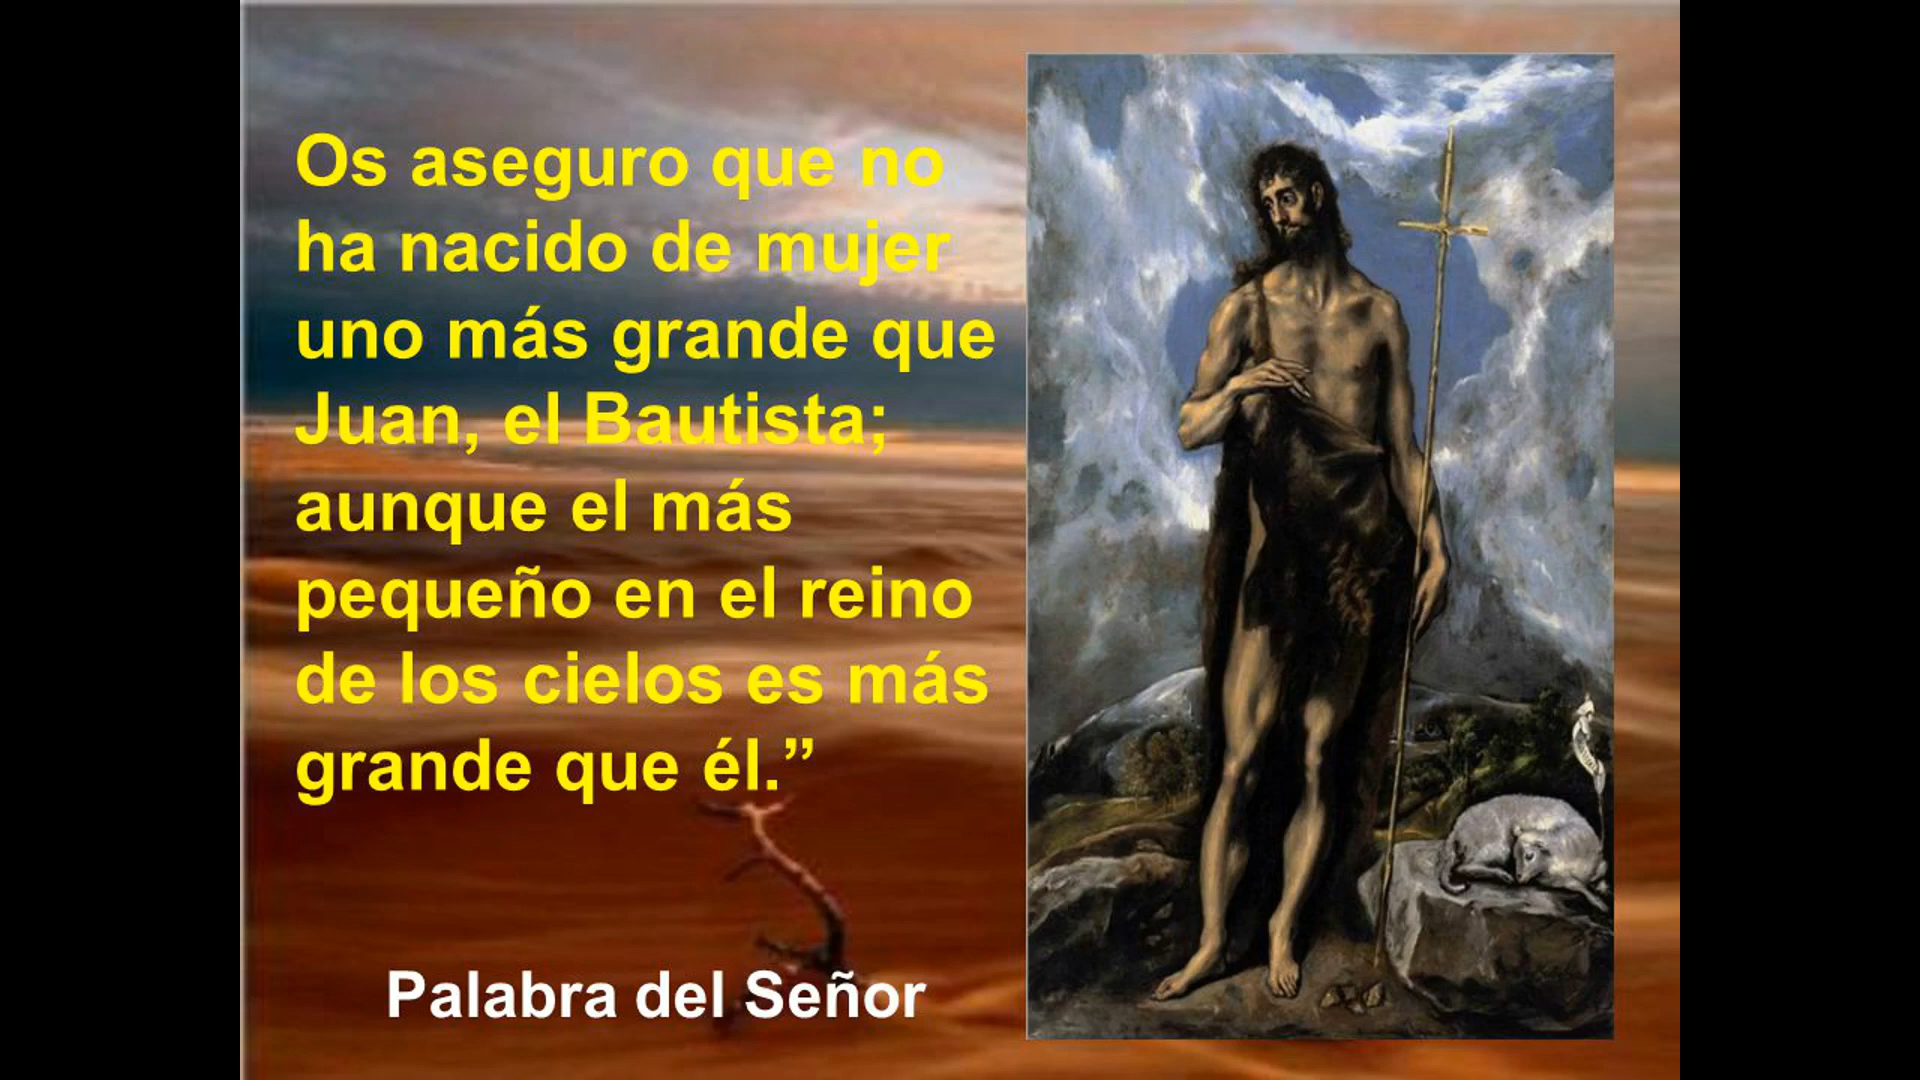 Os aseguro que no
ha nacido de mujer
uno más grande que
Juan, el Bautista;
aunque el más
pequeño en el reino
de los cielos es más
grande que él.”
Palabra del Señor